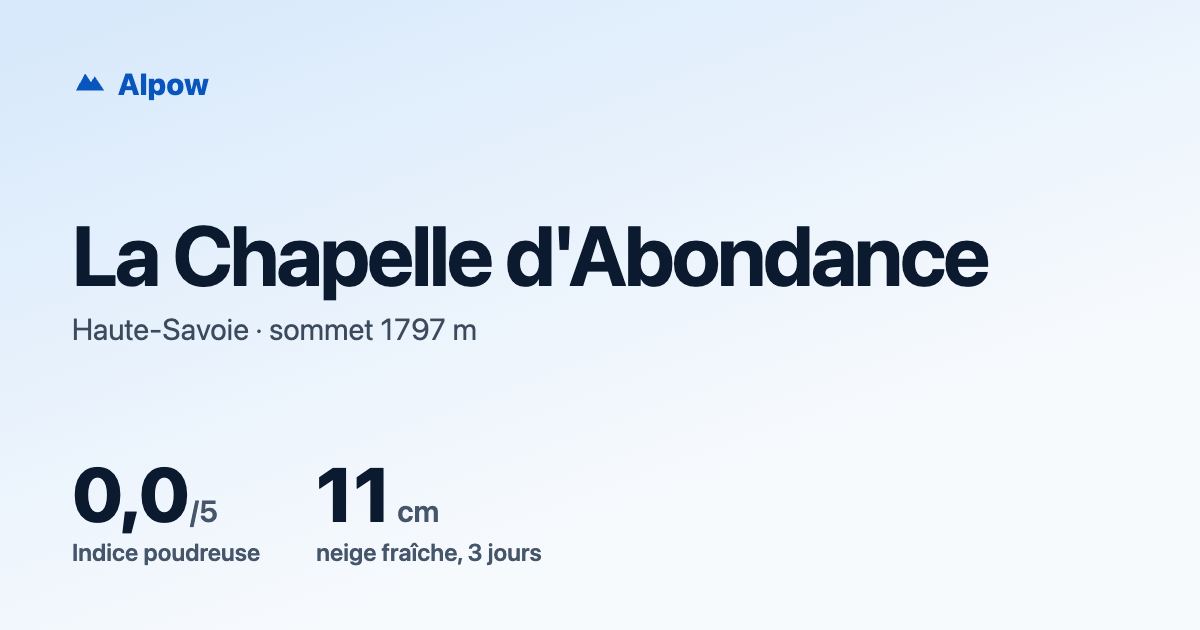 Alpow
La Chapelle d'Abondance
Haute-Savoie · sommet 1797 m
0,0/5 11 cm
Indice poudreuse neige fraîche, 3 jours